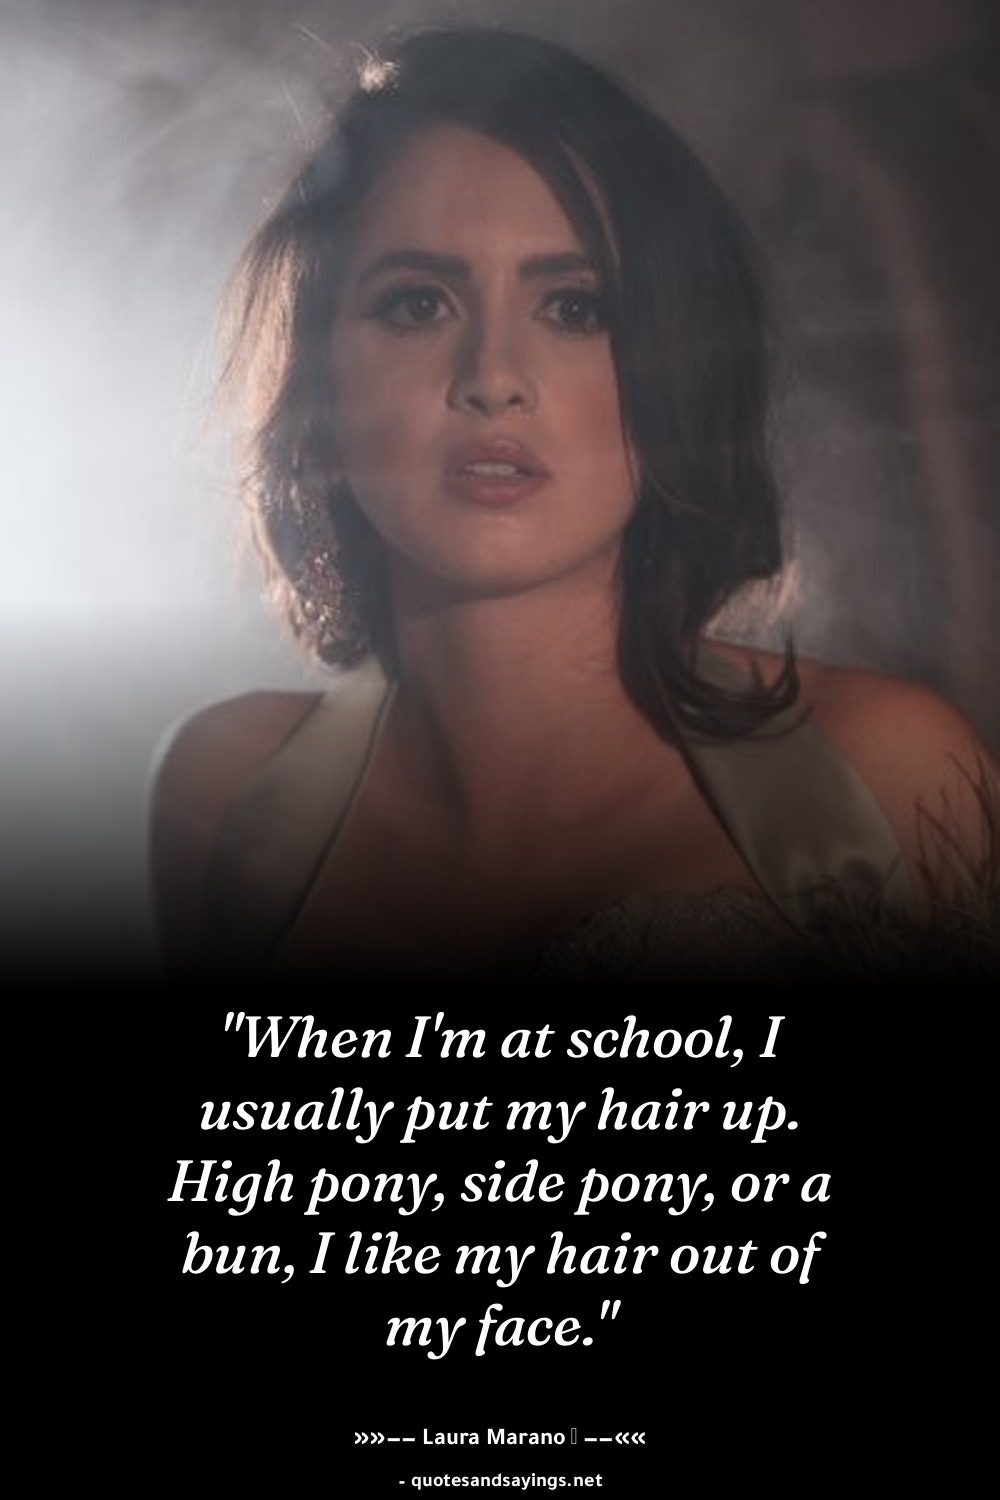 "When I'm at school, I
usually put my hair up.
High pony, side pony, or a
bun, I like my hair out of
my face."
»»–– Laura Marano ▯ ––««
- quotesandsayings.net